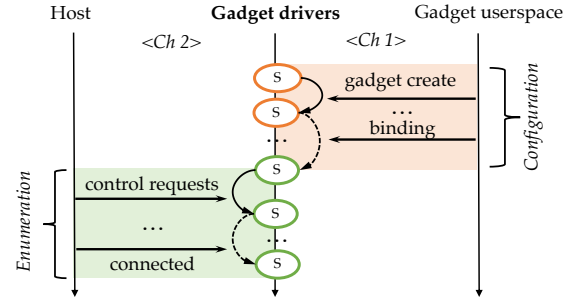 Host Gadget drivers Gadget userspace
<Ch 2> <Ch 1>
S
gadget create
S
...
binding
...
Configuration
S
control requests
S
...
...
connected
S
Enumeration